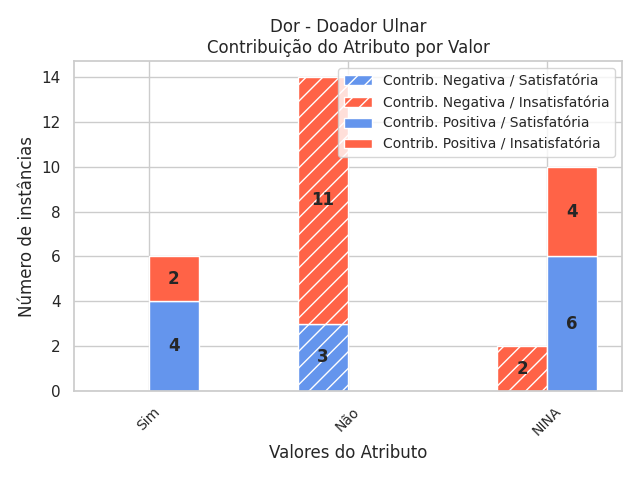 Dor - Doador Ulnar
Contribuição do Atributo por Valor
Contrib. Negativa / Satisfatória
Contrib. Negativa / Insatisfatória
Contrib. Positiva / Satisfatória
Contrib. Positiva / Insatisfatória
Número de instâncias
14
12
10
8
6
4
2
0
2
4
11
3
2
4
6
Sim
Não
NINA
Valores do Atributo